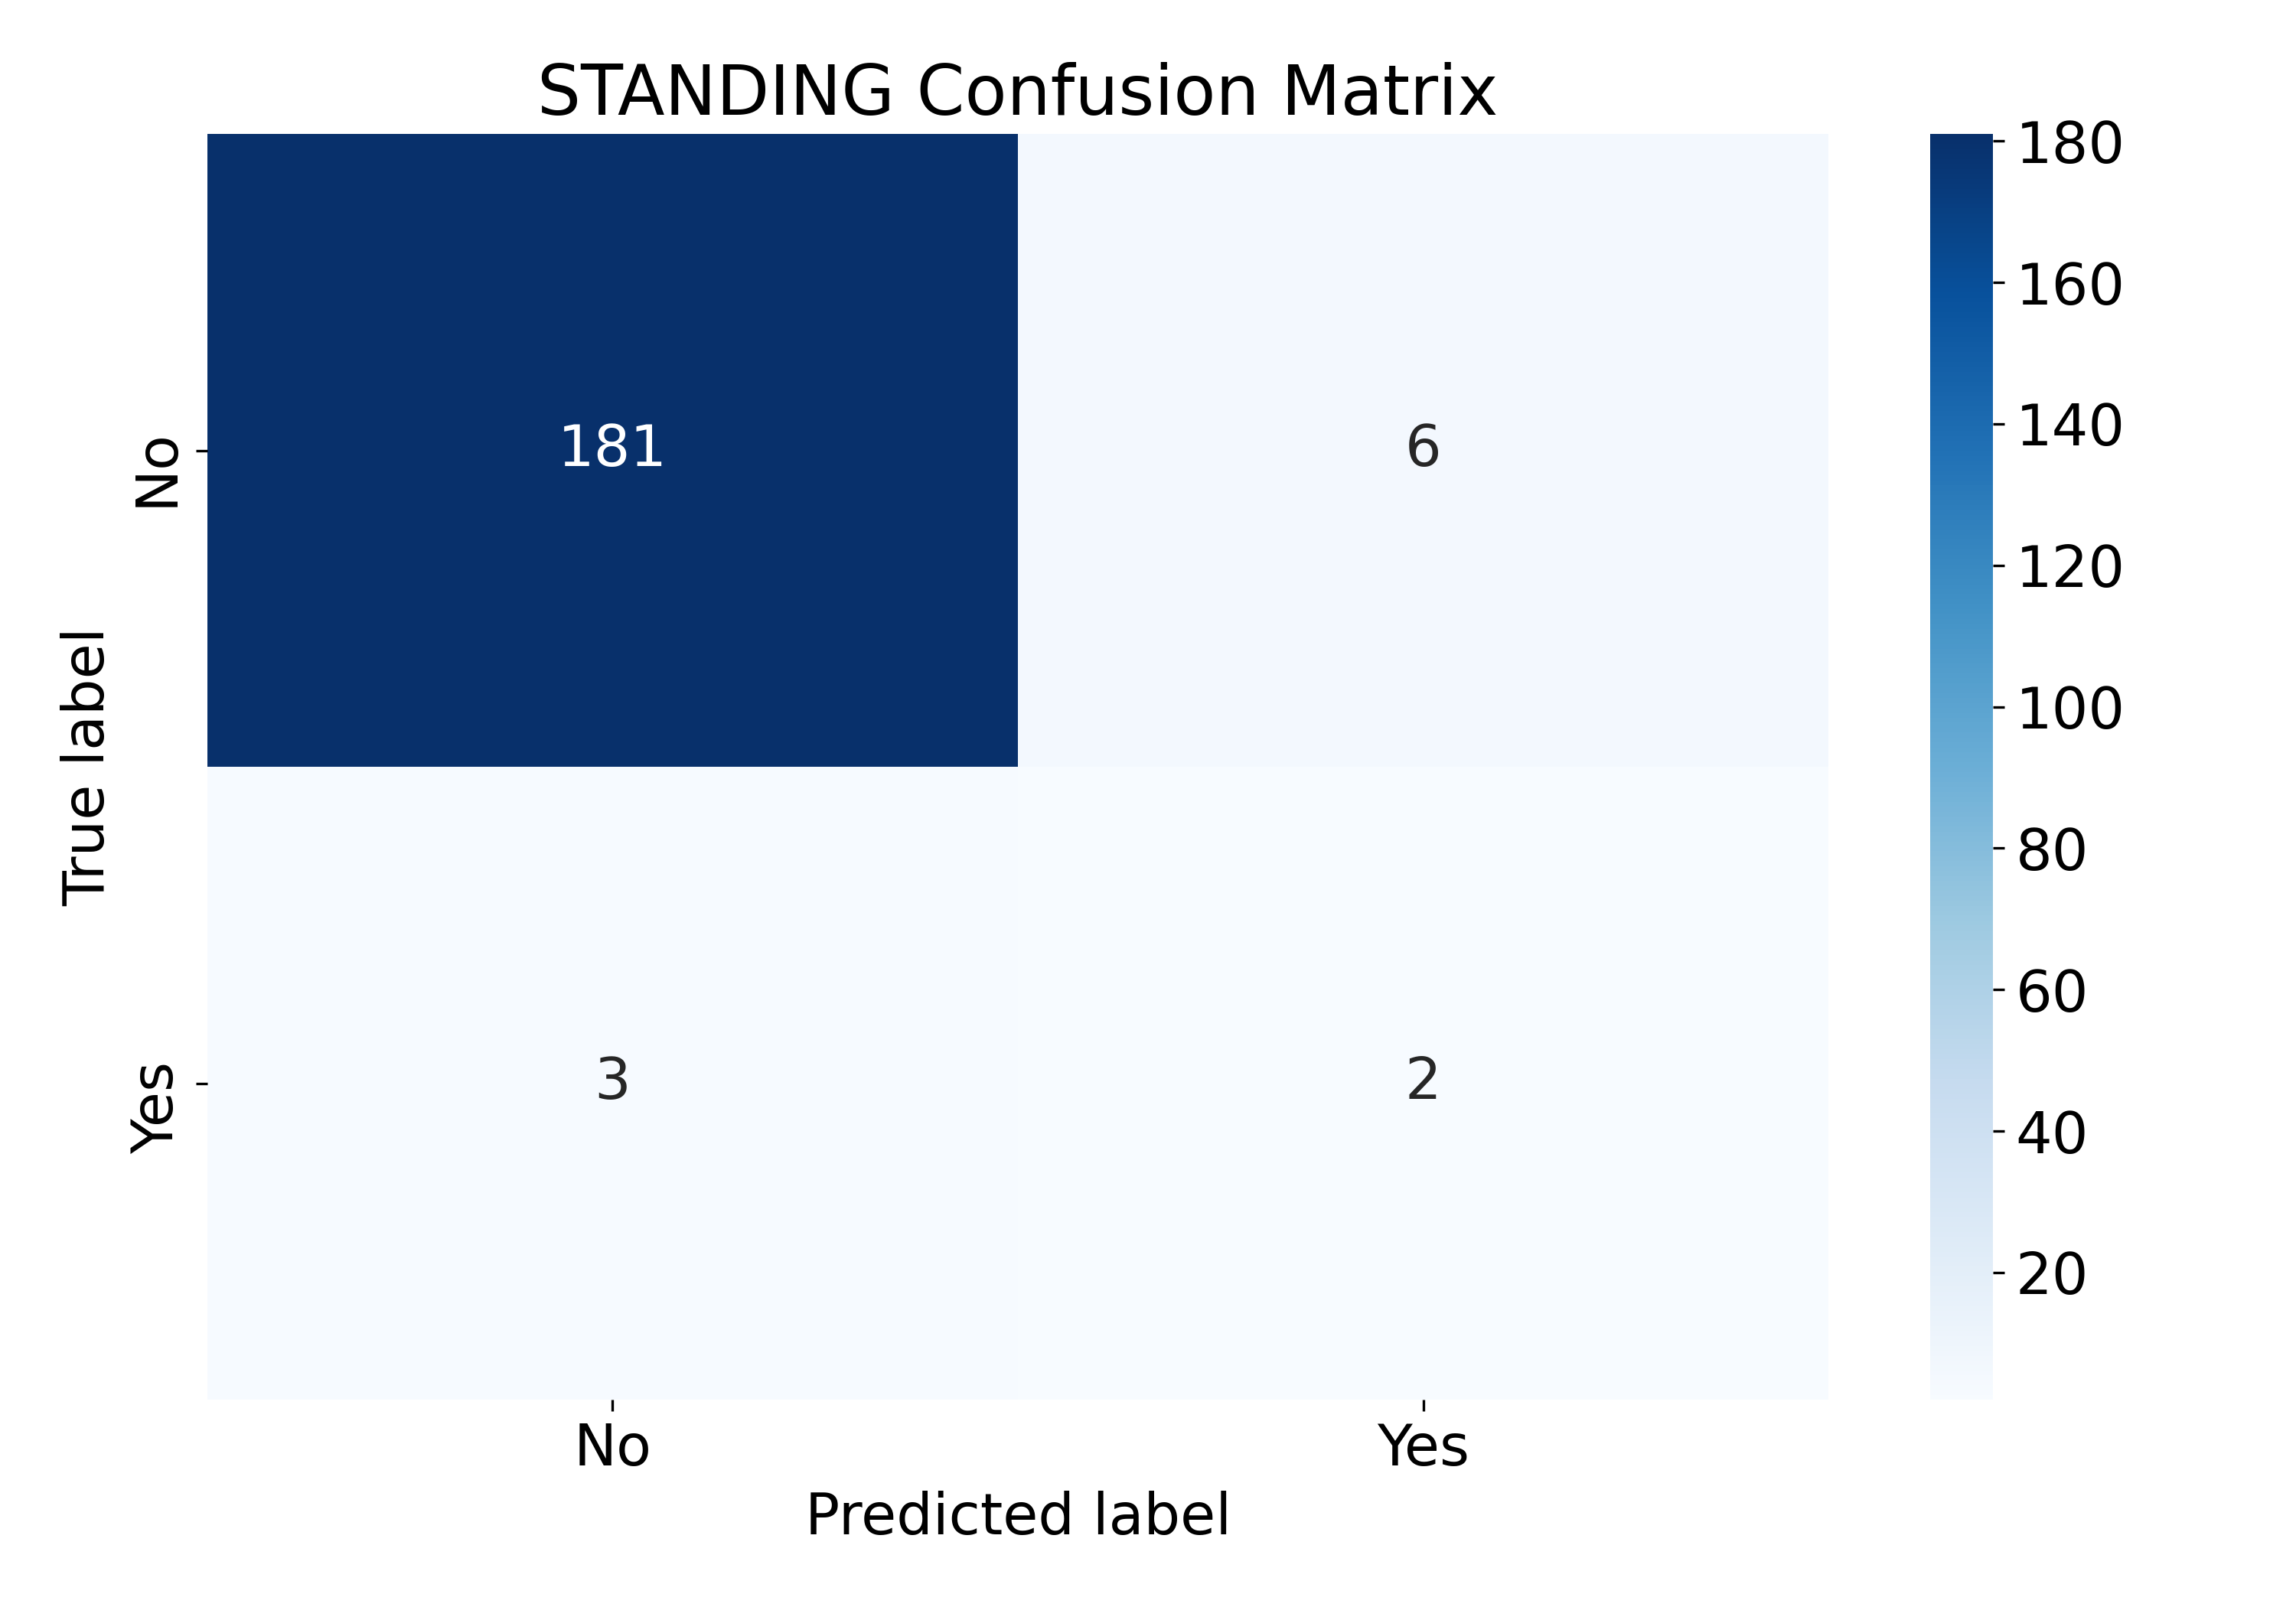 STANDING Confusion Matrix
True label
No
Yes
181
6
3
2
No
Yes
Predicted label
180
160
140
120
100
80
60
40
20